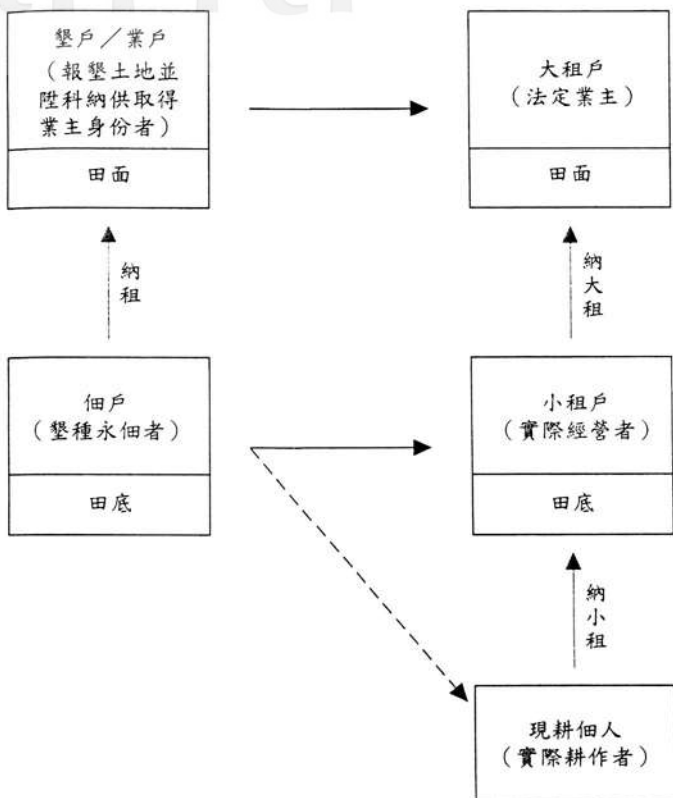 墾戶／業戶
（報墾土地並
陞科納供取得
業主身份者）
田面
大租戶
（法定業主）
田面
納租
納大租
佃戶
（墾種永佃者）
田底
小租戶
（實際經營者）
田底
納小租
現耕佃人
（實際耕作者）